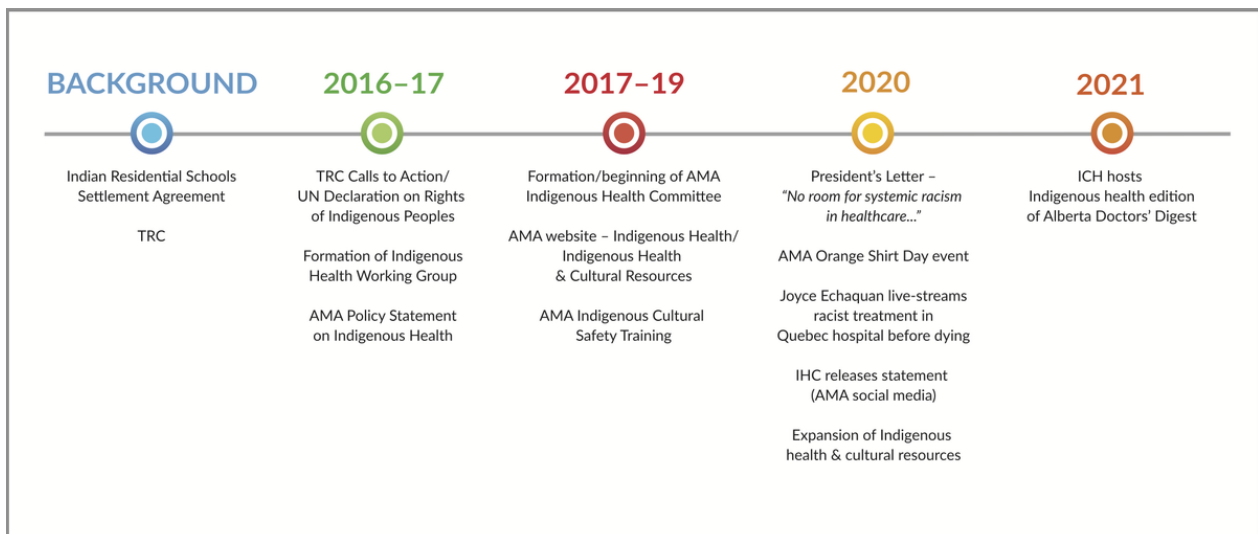 BACKGROUND
Indian Residential Schools
Settlement Agreement
TRC
2016–17
TRC Calls to Action/
UN Declaration on Rights
of Indigenous Peoples
Formation of Indigenous
Health Working Group
AMA Policy Statement
on Indigenous Health
2017–19
Formation/beginning of AMA
Indigenous Health Committee
AMA website – Indigenous Health/
Indigenous Health
& Cultural Resources
AMA Indigenous Cultural
Safety Training
2020
President’s Letter –
“No room for systemic racism
in healthcare...”
AMA Orange Shirt Day event
Joyce Echaquan live-streams
racist treatment in
Quebec hospital before dying
IHC releases statement
(AMA social media)
Expansion of Indigenous
health & cultural resources
2021
ICH hosts
Indigenous health edition
of Alberta Doctors’ Digest